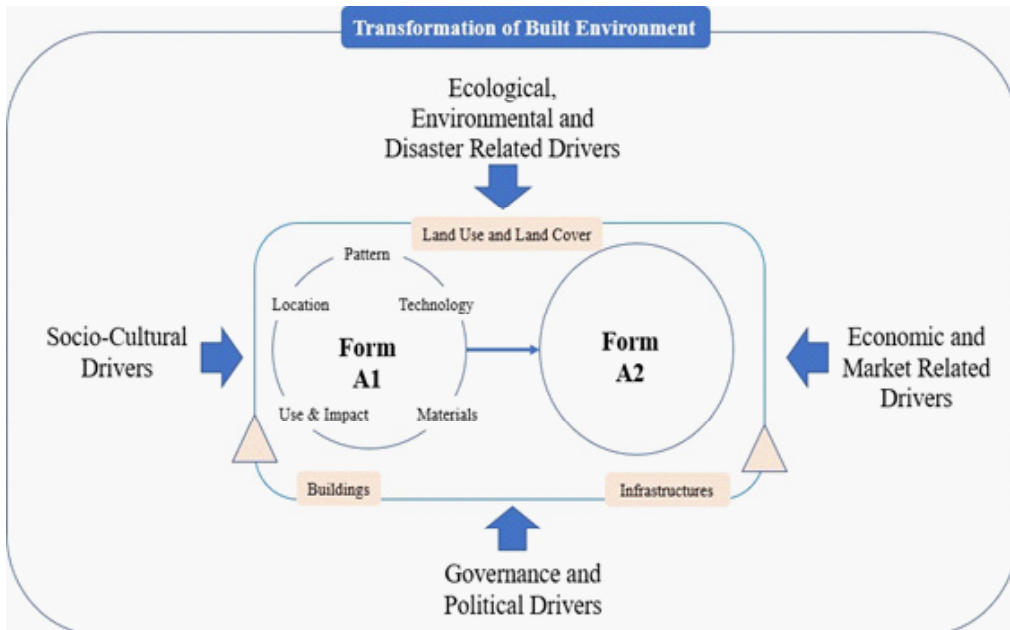 Transformation of Built Environment
Ecological,
Environmental and
Disaster Related Drivers
Land Use and Land Cover
Pattern
Location
Technology
Form
A1
Use & Impact
Materials
Form
A2
Socio-Cultural
Drivers
Economic and
Market Related
Drivers
Buildings
Infrastructures
Governance and
Political Drivers